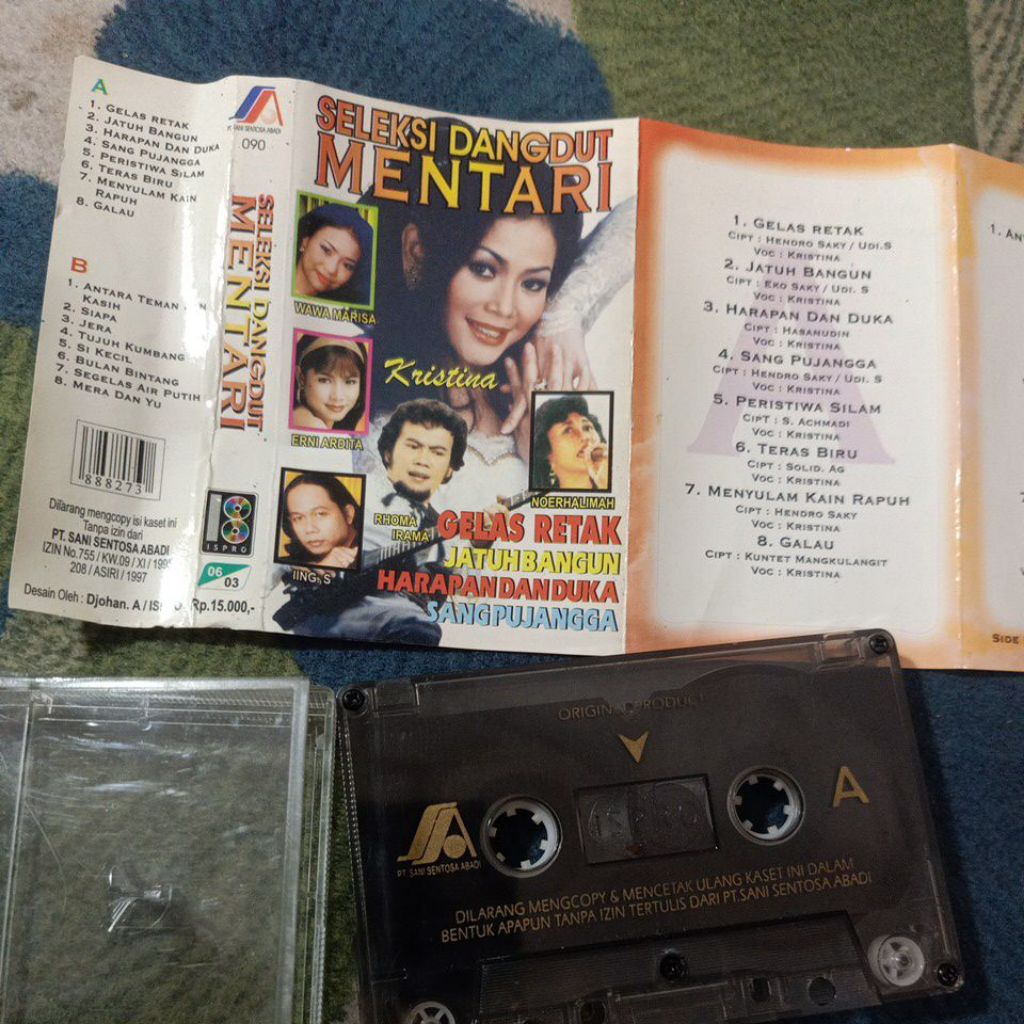 A
1. GELAS RETAK
2. JATUH BANGUN
3. HARAPAN DAN DUKA
4. SANG PUJANGGA
5. PERISTIWA SILAM
6. TERAS BIRU
7. MENYULAM KAIN
RAPUH
8. GALAU
B
1. ANTARA TEMAN
KASIH
2. SIAPA
3. JERA
4. TUJUH KUMBANG
5. SI KECIL
6. BULAN BINTANG
7. SEGELAS AIR PUTIH
8. MERA DAN YU
888273
Dilarang mengcopy isi kaset ini
Tanpa izin dari
PT. SANI SENTOSA ABADI
IZIN No.755 / KW.09 / XI /
208 / ASIRI / 1997
Desain Oleh : Djohan. A /
PT. SANI SENTOSA ABADI
090
SELEKSI DANGDUT
MENTARI
ISPRO
06
03
Rp.15.000,-
SELEKSI DANGDUT
MENTARI
WAWA MARISA
Kristina
ERNI ARDITA
NOERHALIMAH
RHOMA
IRAMA
IING. S
GELAS RETAK
JATUH BANGUN
HARAPAN DAN DUKA
SANG PUJANGGA
1. GELAS RETAK
CIPT : HENDRO SAKY / UDI.S
VOC : KRISTINA
2. JATUH BANGUN
CIPT : EKO SAKY / UDI. S
VOC : KRISTINA
3. HARAPAN DAN DUKA
CIPT : HASANUDIN
VOC : KRISTINA
4. SANG PUJANGGA
CIPT : HENDRO SAKY / UDI. S
VOC : KRISTINA
5. PERISTIWA SILAM
CIPT : S. ACHMADI
VOC : KRISTINA
6. TERAS BIRU
CIPT : SOLID. AG
VOC : KRISTINA
7. MENYULAM KAIN RAPUH
CIPT : HENDRO SAKY
VOC : KRISTINA
8. GALAU
CIPT : KUNTET MANGKULANGIT
VOC : KRISTINA
A
1. AN
SIDE
ORIGINAL PRODUCT
A
PT. SANI SENTOSA ABADI
DILARANG MENGCOPY & MENCETAK ULANG KASET INI DALAM
BENTUK APAPUN TANPA IZIN TERTULIS DARI PT.SANI SENTOSA ABADI